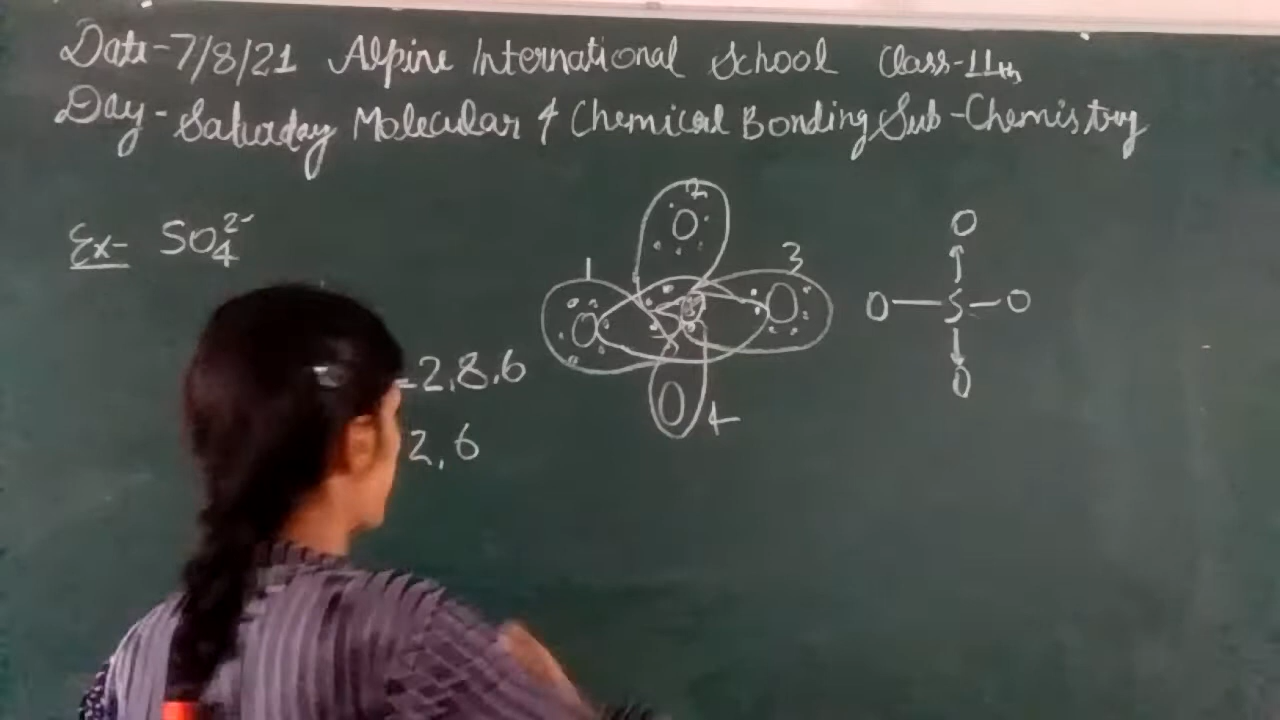 Date-7/8/21 Alpine International School Class-11th
Day-Saturday Molecular & Chemical Bonding Sub-Chemistry
Ex- SO₄²⁻
2
1 O 3
O S O
O 4
-2,8,6
2,6
O
O—S—O
O